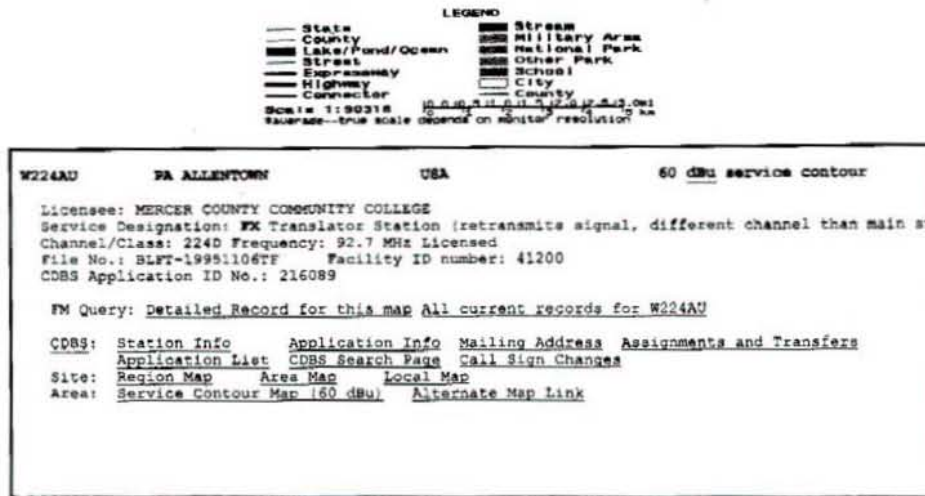 LEGEND
State Stream
County Military Area
Lake/Pond/Ocean National Park
Street Other Park
Expressway School
Highway City
Connector County
Scale 1:90318
average--true scale depends on monitor resolution
W224AU PA ALLENTOWN USA 60 dBu service contour
Licensee: MERCER COUNTY COMMUNITY COLLEGE
Service Designation: FX Translator Station (retransmits signal, different channel than main
Channel/Class: 224D Frequency: 92.7 MHz Licensed
File No.: BLFT-19951106TF Facility ID number: 41200
CDBS Application ID No.: 216089
FM Query: Detailed Record for this map All current records for W224AU
CDBS: Station Info Application Info Mailing Address Assignments and Transfers
Application List CDBS Search Page Call Sign Changes
Site: Region Map Area Map Local Map
Area: Service Contour Map (60 dBu) Alternate Map Link